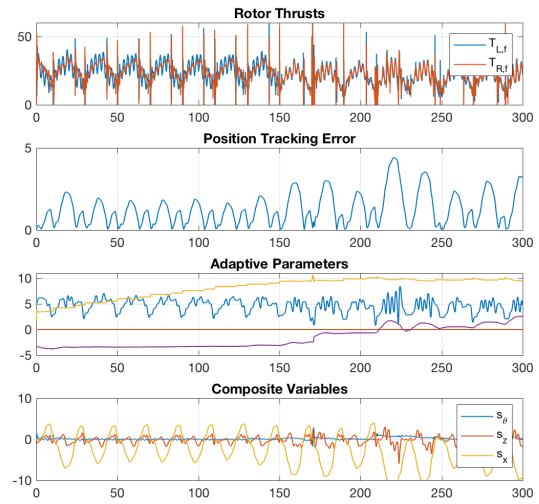 Rotor Thrusts
50
0
T_L,f
T_R,f
0 50 100 150 200 250 300
Position Tracking Error
5
0
0 50 100 150 200 250 300
Adaptive Parameters
10
5
0
-5
0 50 100 150 200 250 300
Composite Variables
10
0
-10
s_θ
s_z
s_x
0 50 100 150 200 250 300